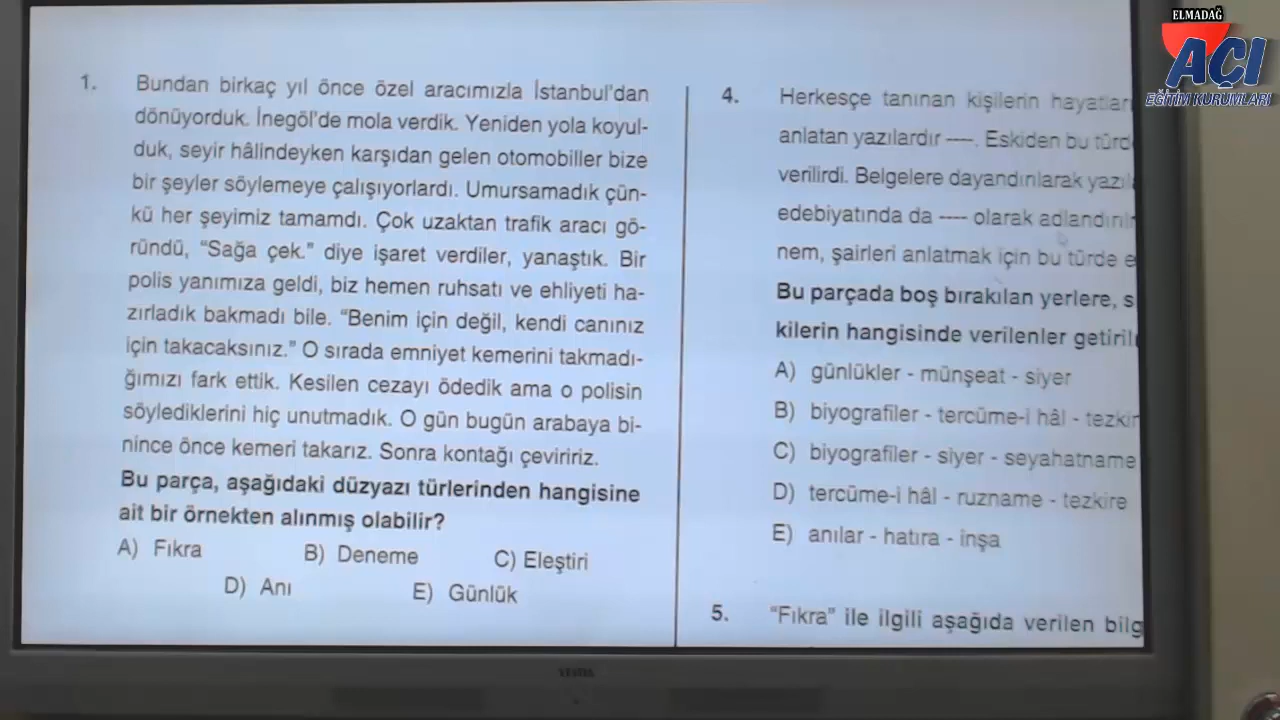 ELMADAĞ
AÇI
EĞİTİM KURUMLARI
1. Bundan birkaç yıl önce özel aracımızla İstanbul'dan
dönüyorduk. İnegöl'de mola verdik. Yeniden yola koyul-
duk, seyir hâlindeyken karşıdan gelen otomobiller bize
bir şeyler söylemeye çalışıyorlardı. Umursamadık çün-
kü her şeyimiz tamamdı. Çok uzaktan trafik aracı gö-
ründü, “Sağa çek.” diye işaret verdiler, yanaştık. Bir
polis yanımıza geldi, biz hemen ruhsatı ve ehliyeti ha-
zırladık bakmadı bile. “Benim için değil, kendi canınız
için takacaksınız.” O sırada emniyet kemerini takmadı-
ğımızı fark ettik. Kesilen cezayı ödedik ama o polisin
söylediklerini hiç unutmadık. O gün bugün arabaya bi-
nince önce kemeri takarız. Sonra kontağı çeviririz.
Bu parça, aşağıdaki düzyazı türlerinden hangisine
ait bir örnekten alınmış olabilir?
A) Fıkra B) Deneme C) Eleştiri
D) Anı E) Günlük
4. Herkesçe tanınan kişilerin hayatları
anlatan yazılardır ----. Eskiden bu türd
verilirdi. Belgelere dayandırılarak yazıl
edebiyatında da ---- olarak adlandırılır
nem, şairleri anlatmak için bu türde e
Bu parçada boş bırakılan yerlere, s
kilerin hangisinde verilenler getiril
A) günlükler - münşeat - siyer
B) biyografiler - tercüme-i hâl - tezkir
C) biyografiler - siyer - seyahatname
D) tercüme-i hâl - ruzname - tezkire
E) anılar - hatıra - inşa
5. “Fıkra” ile ilgili aşağıda verilen bilg